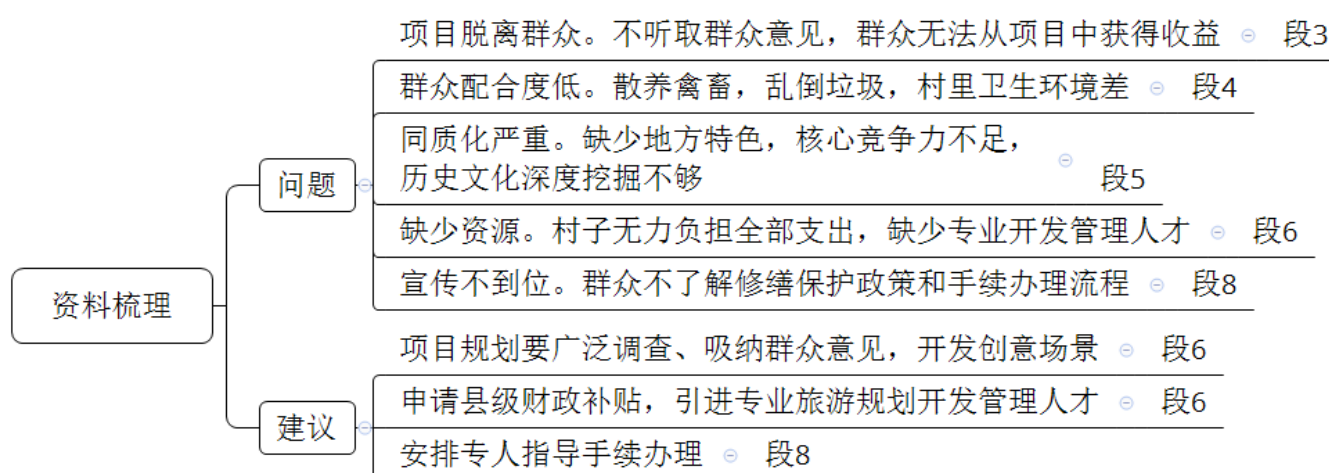 项目脱离群众。不听取群众意见，群众无法从项目中获得收益 段3
群众配合度低。散养禽畜，乱倒垃圾，村里卫生环境差 段4
同质化严重。缺少地方特色，核心竞争力不足，
历史文化深度挖掘不够 段5
问题
缺少资源。村子无力负担全部支出，缺少专业开发管理人才 段6
宣传不到位。群众不了解修缮保护政策和手续办理流程 段8
资料梳理
项目规划要广泛调查、吸纳群众意见，开发创意场景 段6
申请县级财政补贴，引进专业旅游规划开发管理人才 段6
建议
安排专人指导手续办理 段8